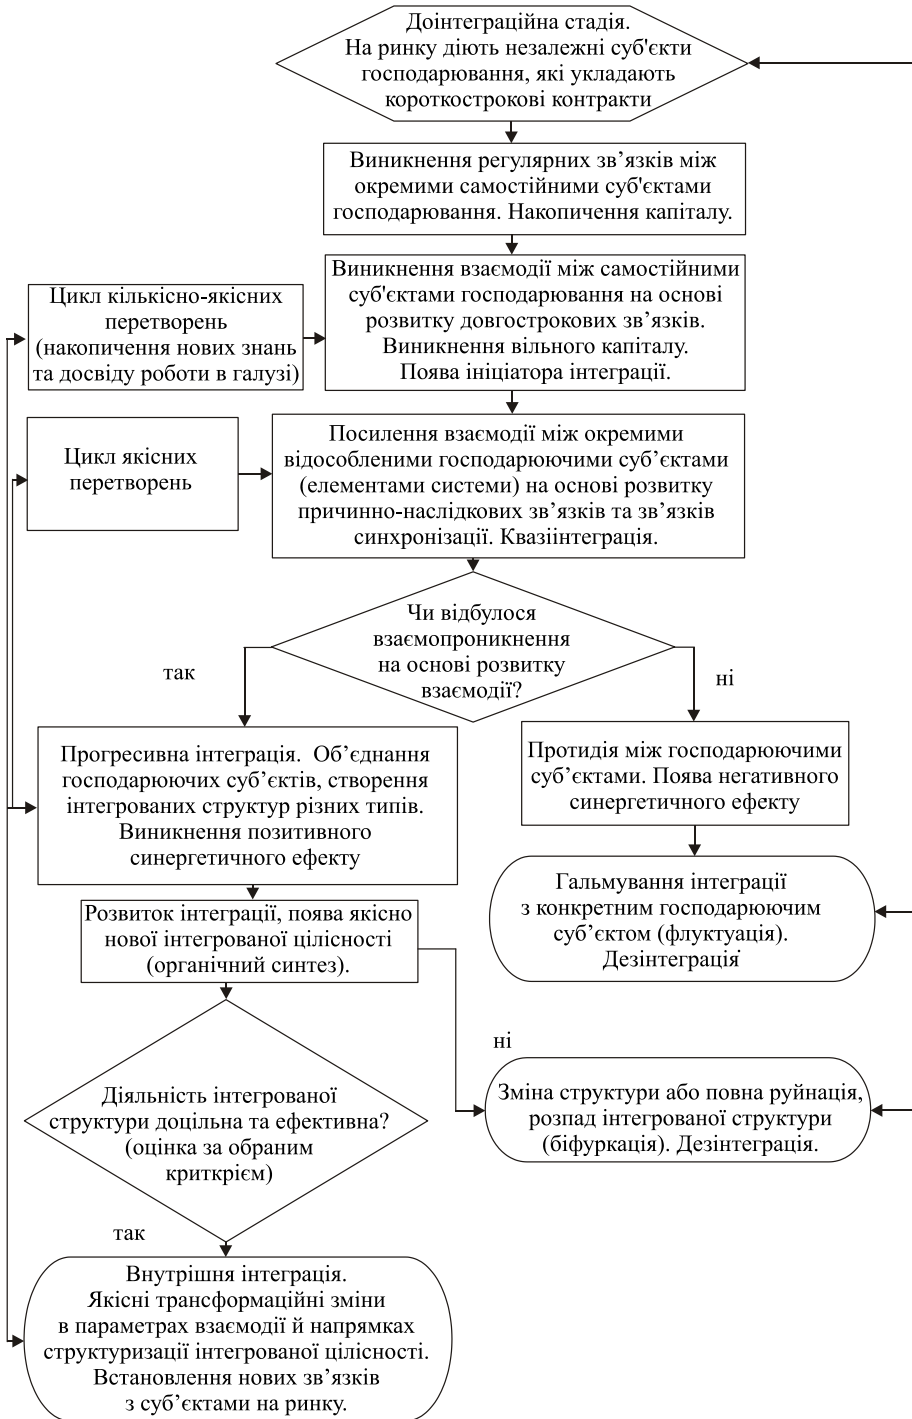 Доінтеграційна стадія.
На ринку діють незалежні суб'єкти
господарювання, які укладають
короткострокові контракти
Виникнення регулярних зв’язків між
окремими самостійними суб'єктами
господарювання. Накопичення капіталу.
Виникнення взаємодії між самостійними
суб'єктами господарювання на основі
розвитку довгострокових зв’язків.
Виникнення вільного капіталу.
Поява ініціатора інтеграції.
Цикл кількісно-якісних
перетворень
(накопичення нових знань
та досвіду роботи в галузі)
Посилення взаємодії між окремими
відособленими господарюючими суб’єктами
(елементами системи) на основі розвитку
причинно-наслідкових зв’язків та зв’язків
синхронізації. Квазіінтеграція.
Цикл якісних
перетворень
Чи відбулося
взаємопроникнення
на основі розвитку
взаємодії?
так
ні
Прогресивна інтеграція. Об’єднання
господарюючих суб’єктів, створення
інтегрованих структур різних типів.
Виникнення позитивного
синергетичного ефекту
Протидія між господарюючими
суб’єктами. Поява негативного
синергетичного ефекту
Гальмування інтеграції
з конкретним господарюючим
суб’єктом (флуктуація).
Дезінтеграція
Розвиток інтеграції, поява якісно
нової інтегрованої цілісності
(органічний синтез).
ні
Діяльність інтегрованої
структури доцільна та ефективна?
(оцінка за обраним
криткрієм)
Зміна структури або повна руйнація,
розпад інтегрованої структури
(біфуркація). Дезінтеграція.
так
Внутрішня інтеграція.
Якісні трансформаційні зміни
в параметрах взаємодії й напрямках
структуризації інтегрованої цілісності.
Встановлення нових зв’язків
з суб’єктами на ринку.